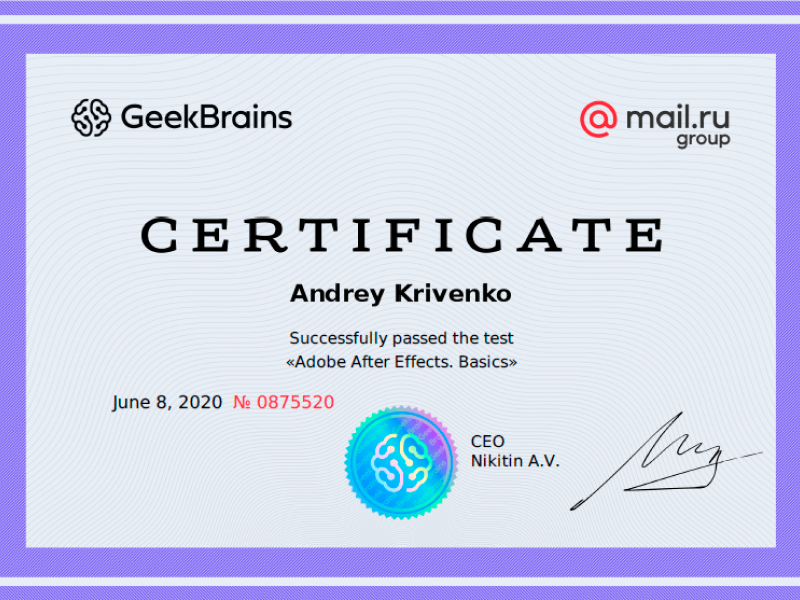 GeekBrains
@mail.ru
group
CERTIFICATE
Andrey Krivenko
Successfully passed the test
«Adobe After Effects. Basics»
June 8, 2020 № 0875520
CEO
Nikitin A.V.